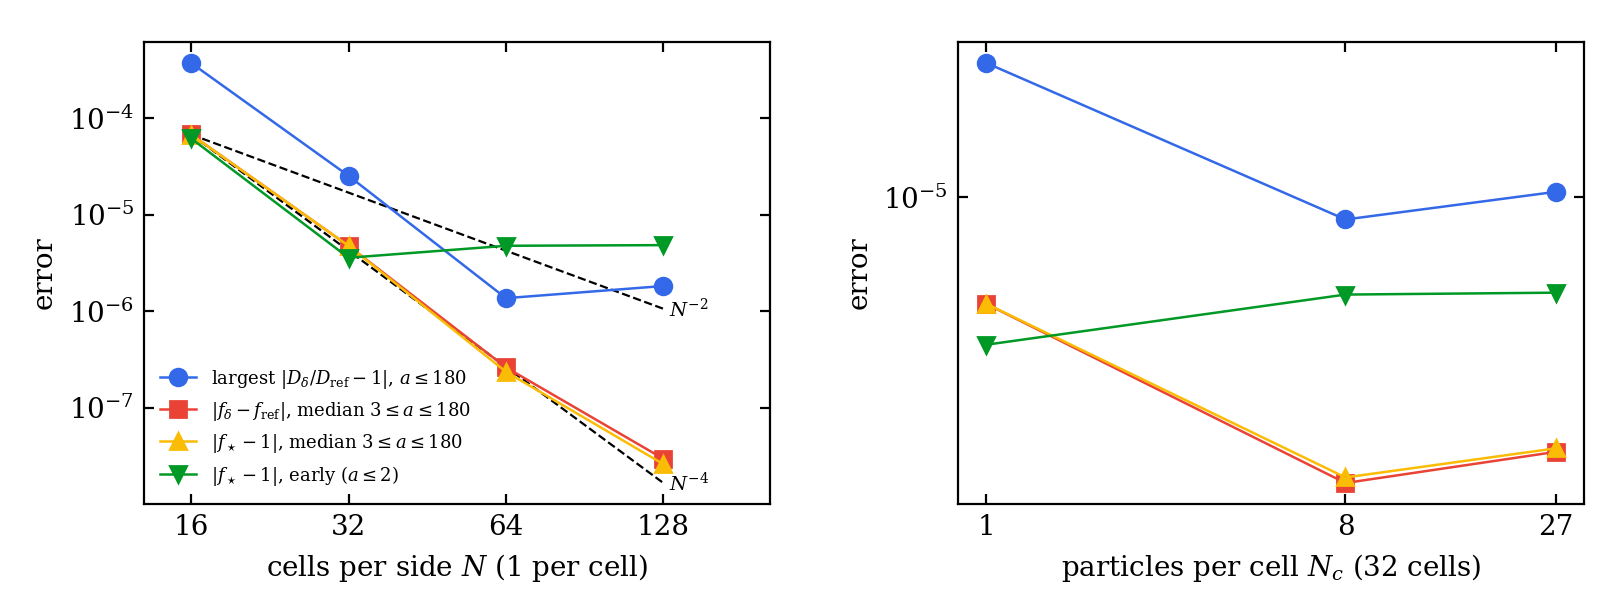 10⁻⁴
10⁻⁵
10⁻⁶
10⁻⁷
error
N⁻²
N⁻⁴
largest |D_δ/D_ref − 1|, a ≤ 180
|f_δ − f_ref|, median 3 ≤ a ≤ 180
|f_⋆ − 1|, median 3 ≤ a ≤ 180
|f_⋆ − 1|, early (a ≤ 2)
16 32 64 128
cells per side N (1 per cell)
10⁻⁵
error
1 8 27
particles per cell N_c (32 cells)